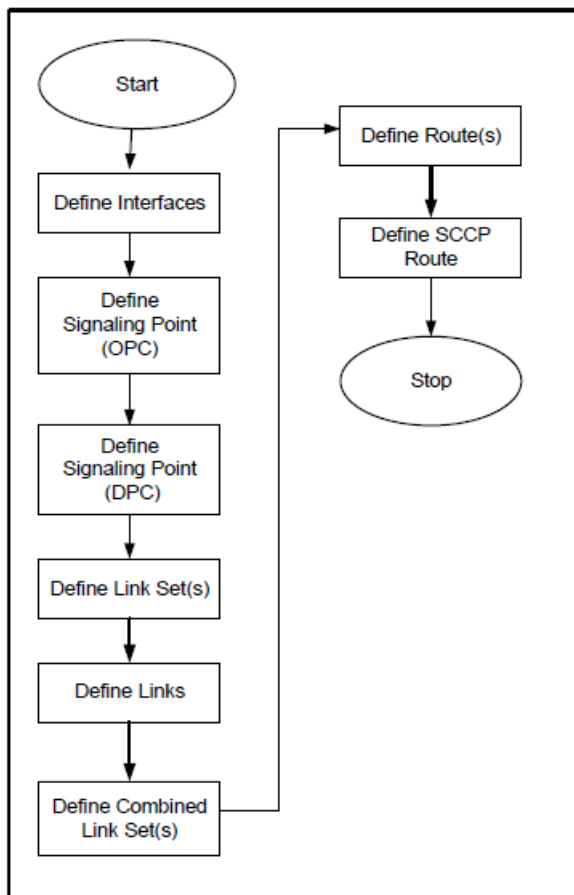 Start
Define Interfaces
Define
Signaling Point
(OPC)
Define
Signaling Point
(DPC)
Define Link Set(s)
Define Links
Define Combined
Link Set(s)
Define Route(s)
Define SCCP
Route
Stop